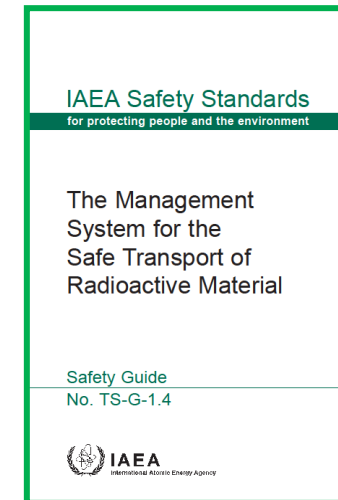 IAEA Safety Standards
for protecting people and the environment
The Management
System for the
Safe Transport of
Radioactive Material
Safety Guide
No. TS-G-1.4
IAEA
International Atomic Energy Agency